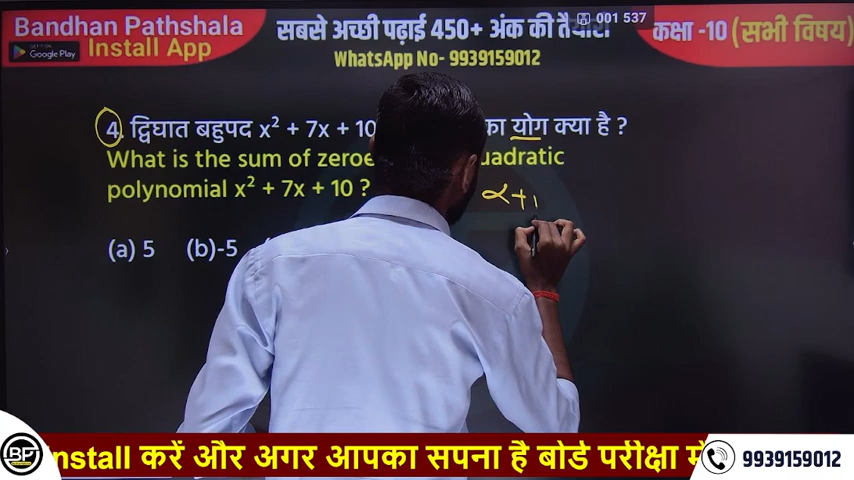 Bandhan Pathshala
GET IT ON
Google Play
Install App
सबसे अच्छी पढ़ाई 450+ अंक की तैयारी
001 537
WhatsApp No- 9939159012
कक्षा -10 (सभी विषय)
4. द्विघात बहुपद x² + 7x + 10 का योग क्या है ?
What is the sum of zeroe uadratic
polynomial x² + 7x + 10 ?
α+
(a) 5 (b)-5
BP
install करें और अगर आपका सपना है बोर्ड परीक्षा में
9939159012